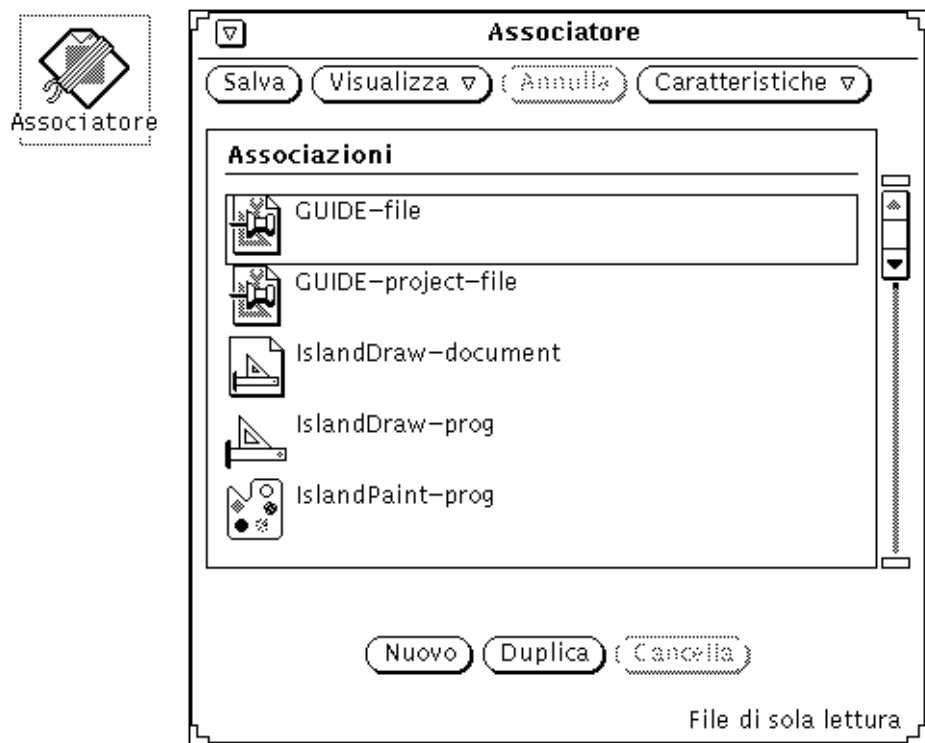 Associatore
Associatore
Salva Visualizza Annulla Caratteristiche
Associazioni
GUIDE-file
GUIDE-project-file
IslandDraw-document
IslandDraw-prog
IslandPaint-prog
Nuovo Duplica Cancella
File di sola lettura